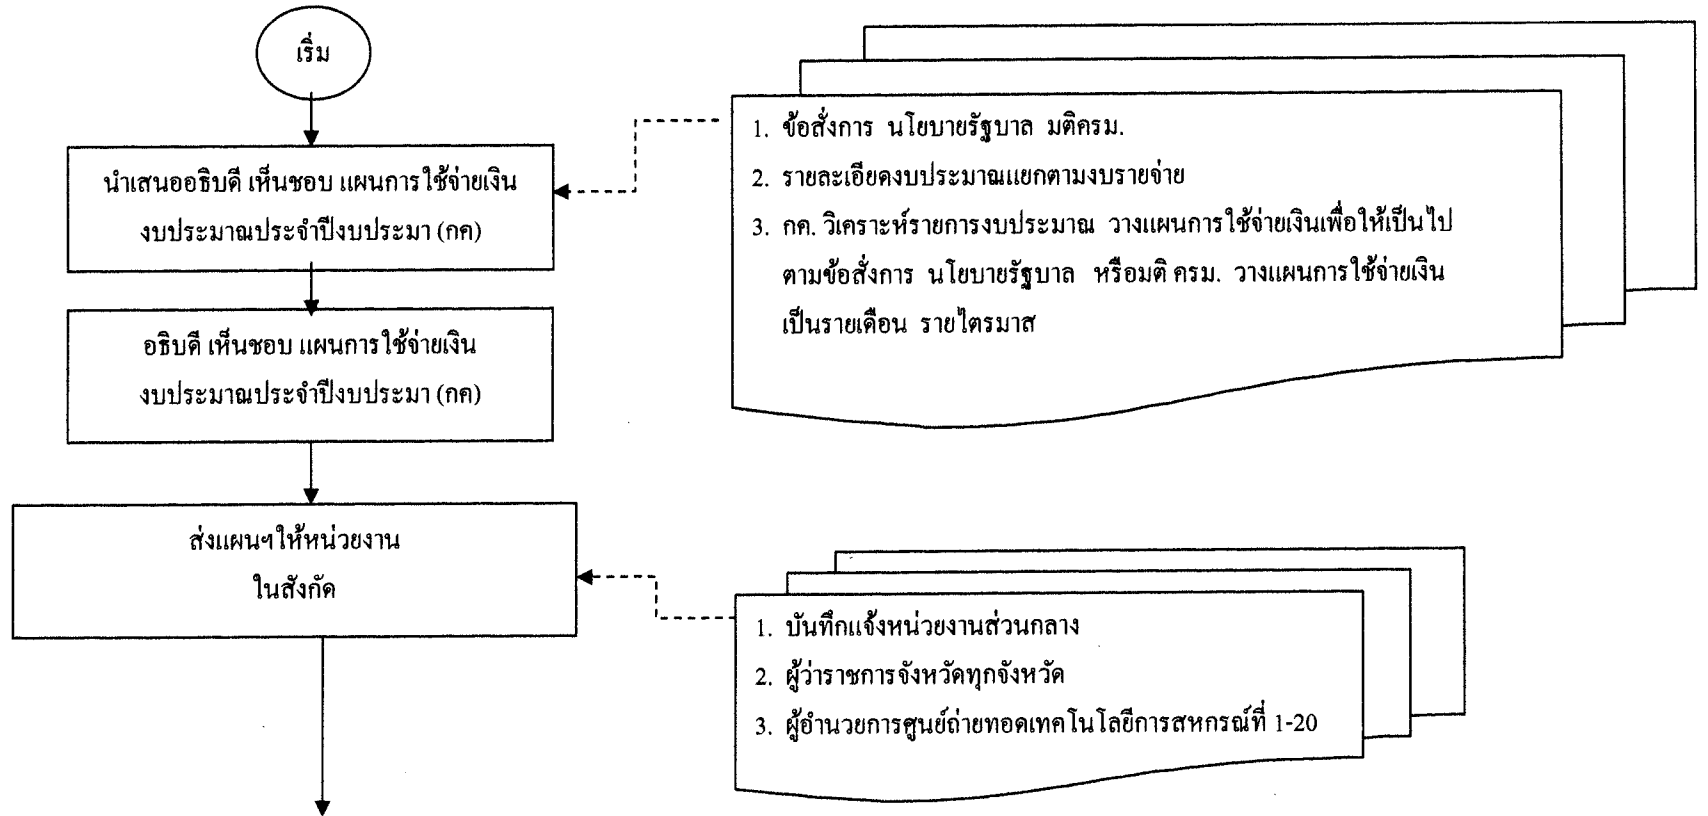 เริ่ม
นำเสนออธิบดี เห็นชอบ แผนการใช้จ่ายเงิน
งบประมาณประจำปีงบประมา (กค)
อธิบดี เห็นชอบ แผนการใช้จ่ายเงิน
งบประมาณประจำปีงบประมา (กค)
ส่งแผนฯให้หน่วยงาน
ในสังกัด
1. ข้อสั่งการ นโยบายรัฐบาล มติครม.
2. รายละเอียดงบประมาณแยกตามงบรายจ่าย
3. กค. วิเคราะห์รายการงบประมาณ วางแผนการใช้จ่ายเงินเพื่อให้เป็นไป
ตามข้อสั่งการ นโยบายรัฐบาล หรือมติ ครม. วางแผนการใช้จ่ายเงิน
เป็นรายเดือน รายไตรมาส
1. บันทึกแจ้งหน่วยงานส่วนกลาง
2. ผู้ว่าราชการจังหวัดทุกจังหวัด
3. ผู้อำนวยการศูนย์ถ่ายทอดเทคโนโลยีการสหกรณ์ที่ 1-20